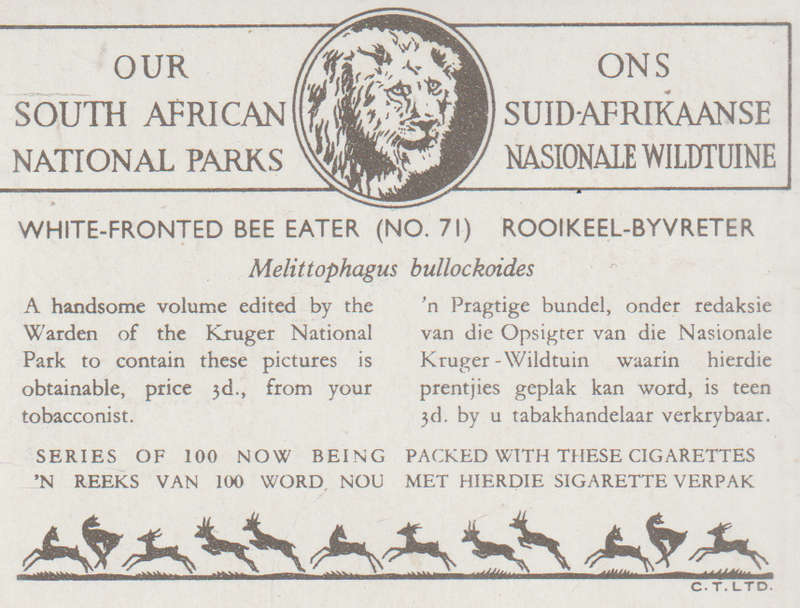 OUR
SOUTH AFRICAN
NATIONAL PARKS
ONS
SUID-AFRIKAANSE
NASIONALE WILDTUINE
WHITE-FRONTED BEE EATER (NO. 71) ROOIKEEL-BYVRETER
Melittophagus bullockoides
A handsome volume edited by the
Warden of the Kruger National
Park to contain these pictures is
obtainable, price 3d., from your
tobacconist.
'n Pragtige bundel, onder redaksie
van die Opsigter van die Nasionale
Kruger-Wildtuin waarin hierdie
prentjies geplak kan word, is teen
3d. by u tabakhandelaar verkrybaar.
SERIES OF 100 NOW BEING PACKED WITH THESE CIGARETTES
'N REEKS VAN 100 WORD NOU MET HIERDIE SIGARETTE VERPAK
C.T.LTD.